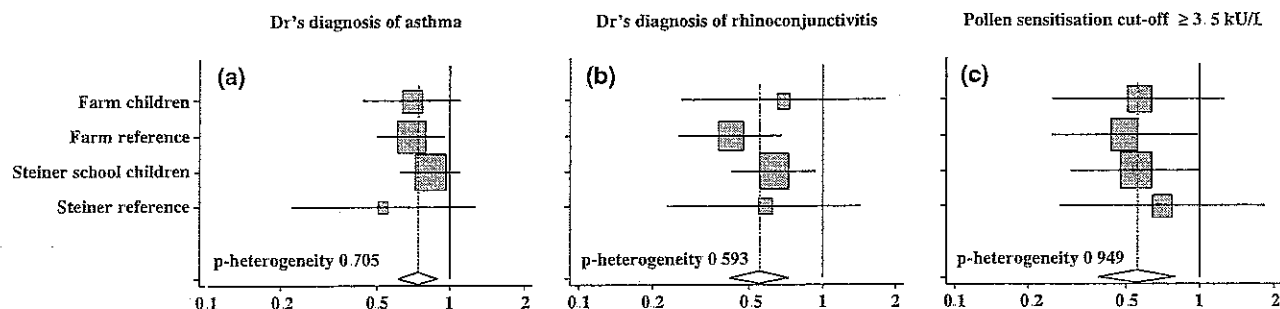 Dr's diagnosis of asthma
Dr's diagnosis of rhinoconjunctivitis
Pollen sensitisation cut-off ≥ 3.5 kU/L
(a)
(b)
(c)
Farm children
Farm reference
Steiner school children
Steiner reference
p-heterogeneity 0.705
p-heterogeneity 0 593
p-heterogeneity 0 949
0.1 0.2 0.5 1 2
0.1 0.2 0.5 1 2
0.1 0.2 0.5 1 2